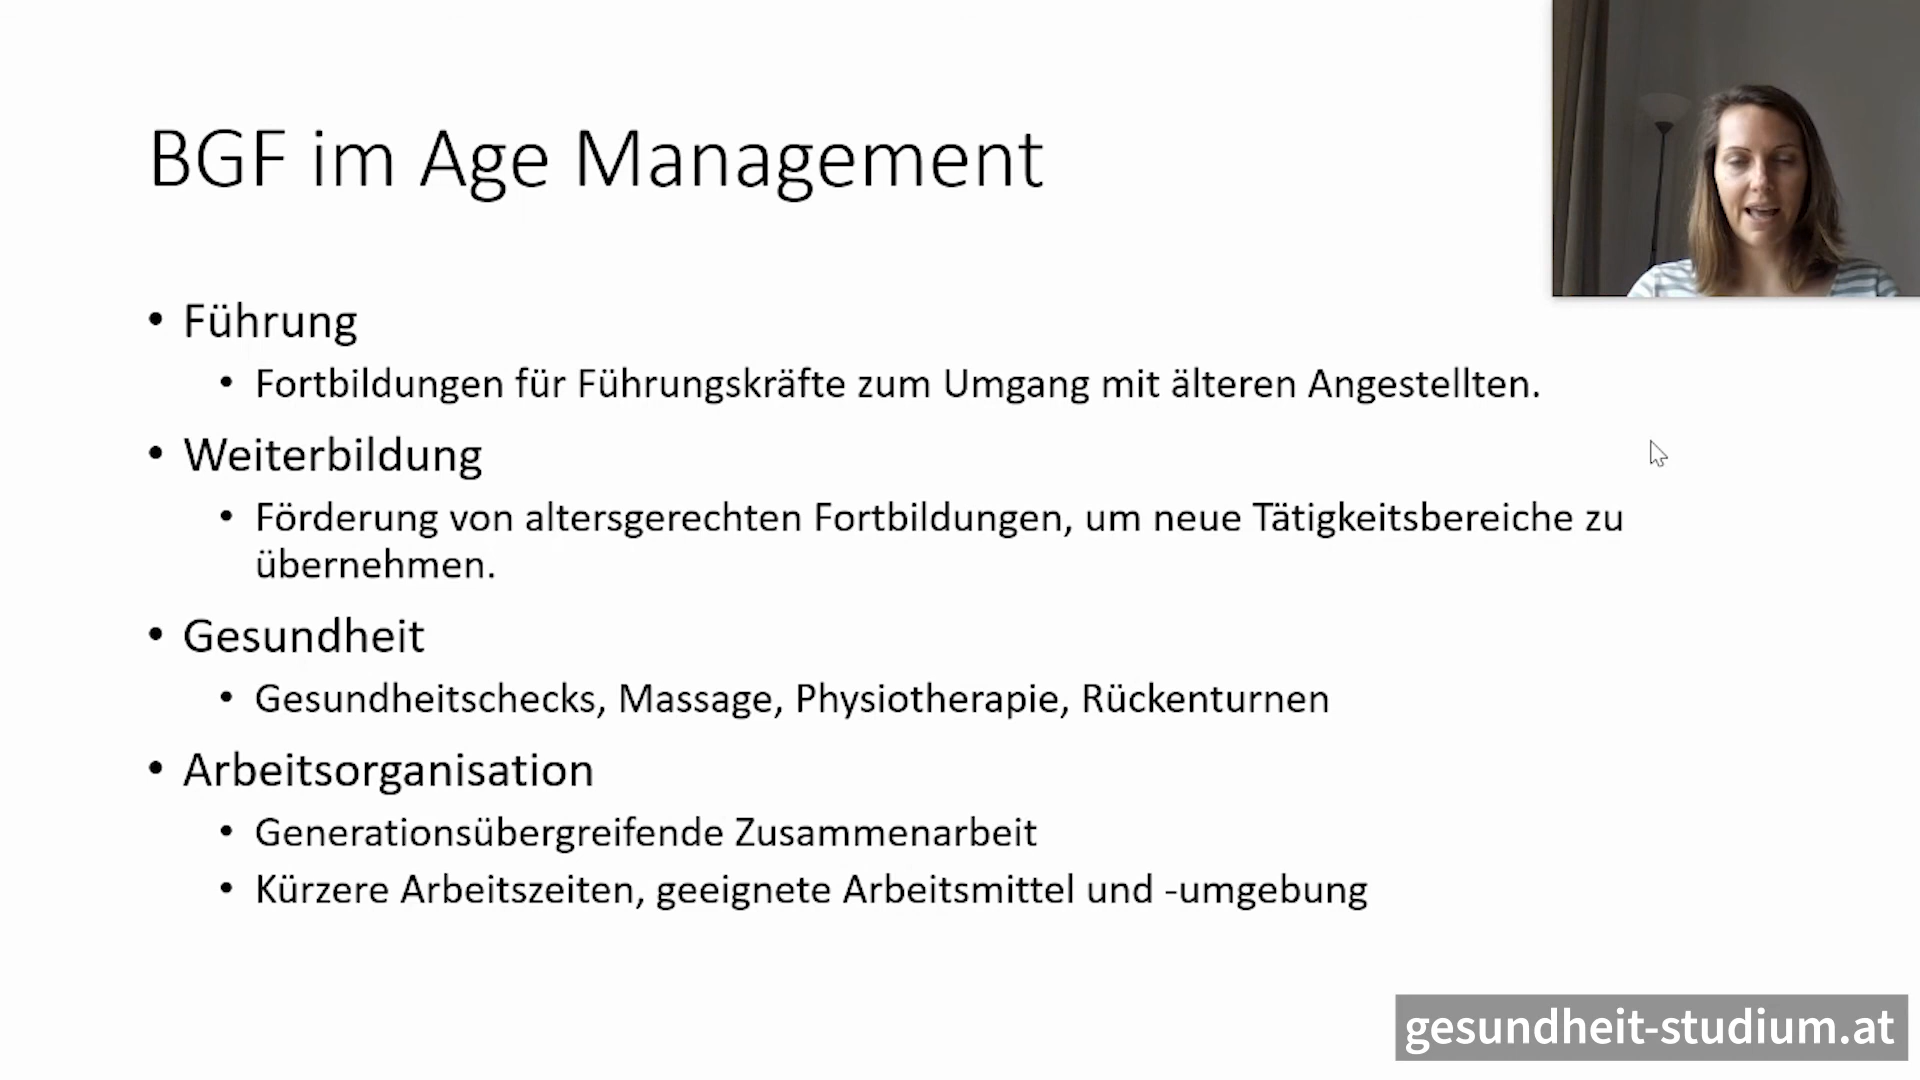 BGF im Age Management
• Führung
• Fortbildungen für Führungskräfte zum Umgang mit älteren Angestellten.
• Weiterbildung
• Förderung von altersgerechten Fortbildungen, um neue Tätigkeitsbereiche zu
übernehmen.
• Gesundheit
• Gesundheitschecks, Massage, Physiotherapie, Rückenturnen
• Arbeitsorganisation
• Generationsübergreifende Zusammenarbeit
• Kürzere Arbeitszeiten, geeignete Arbeitsmittel und -umgebung
gesundheit-studium.at